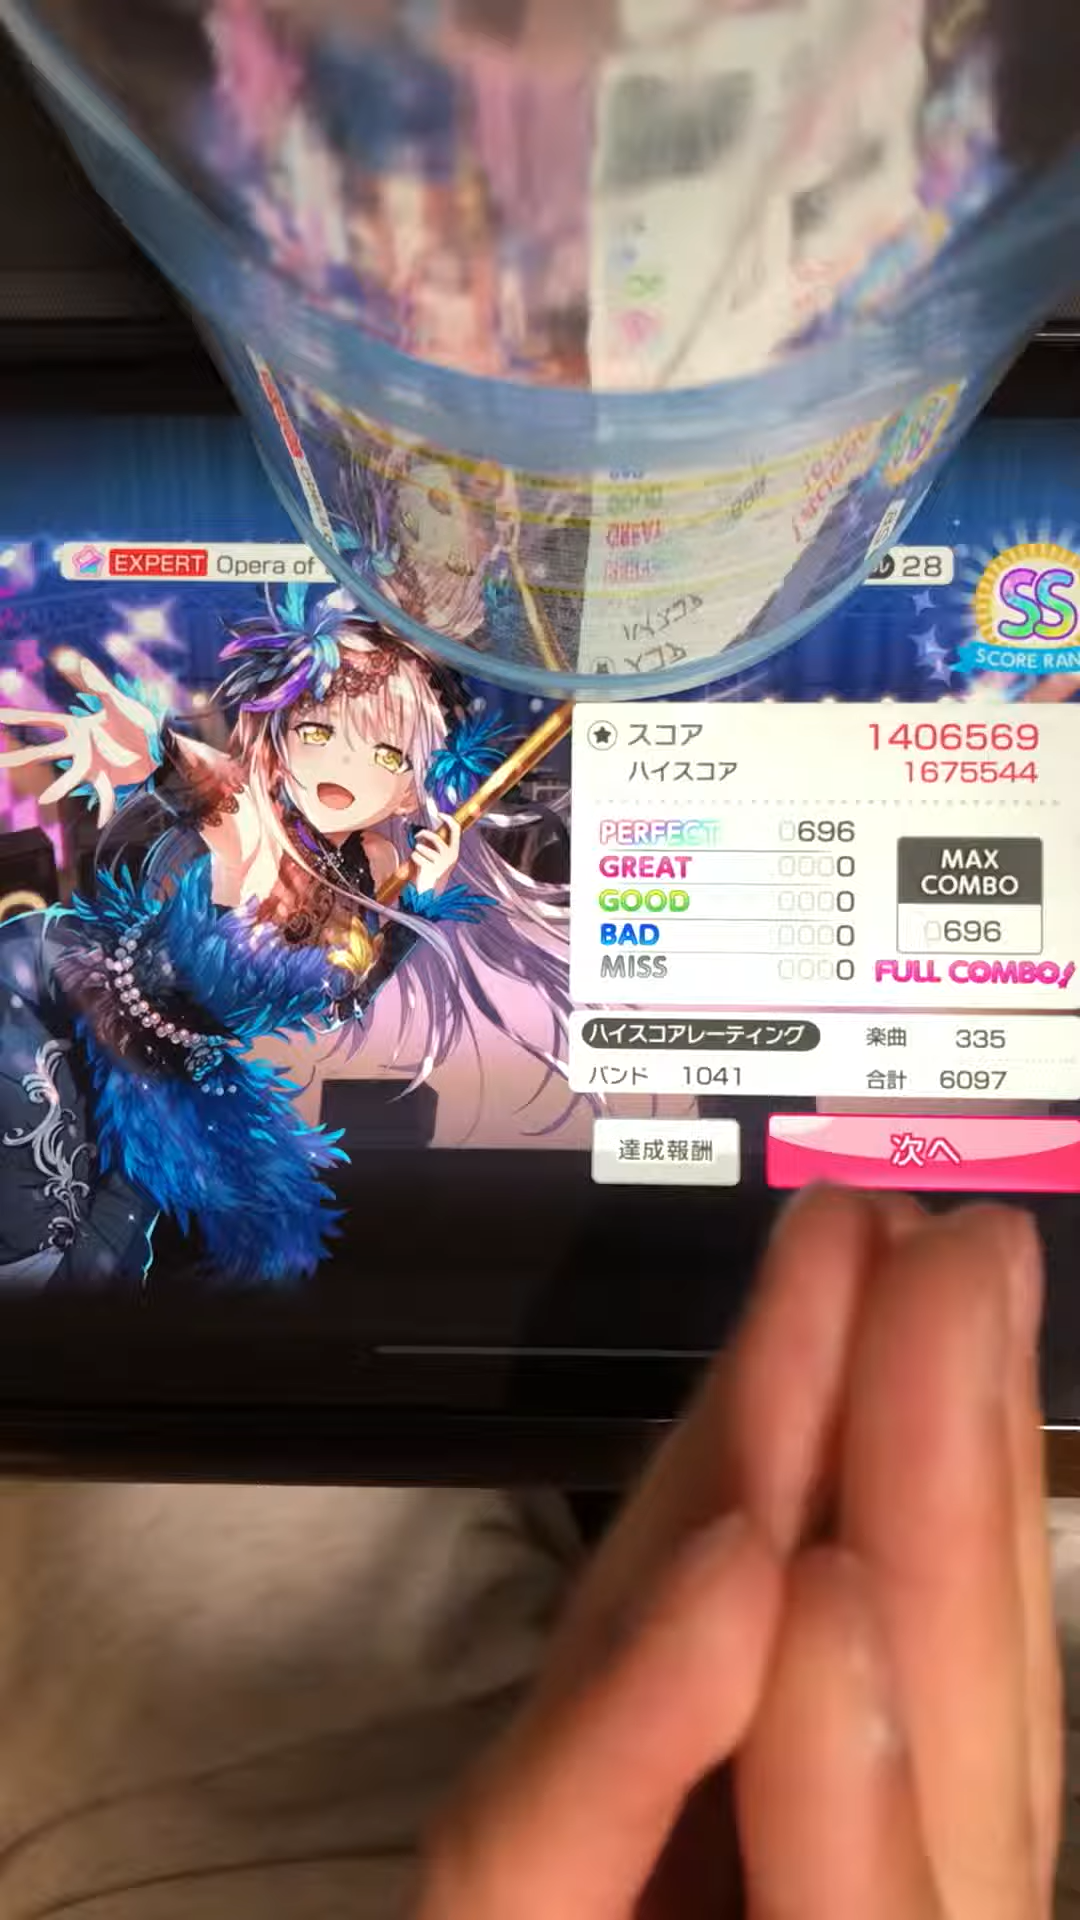 EXPERT Opera of
28
SS
SCORE RAN
スコア 1406569
ハイスコア 1675544
PERFECT 0696
GREAT 0000
GOOD 0000
BAD 0000
MISS 0000
MAX COMBO
0696
FULL COMBO!
ハイスコアレーティング 楽曲 335
バンド 1041 合計 6097
達成報酬
次へ